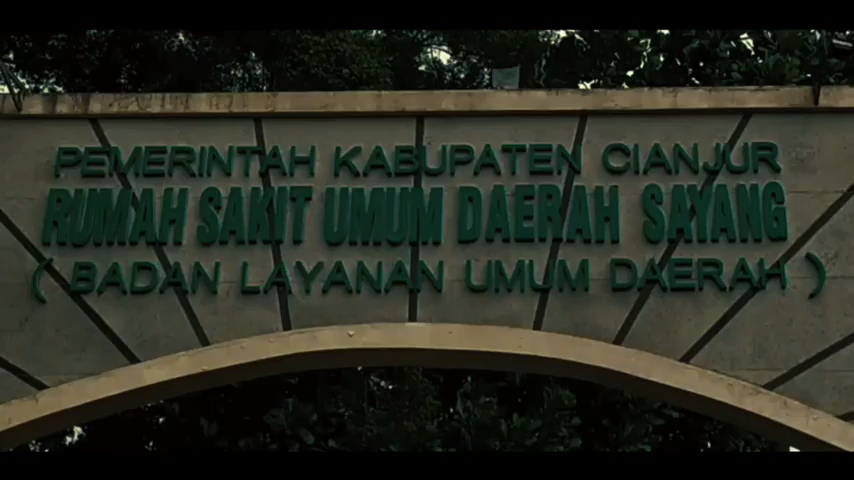 PEMERINTAH KABUPATEN CIANJUR
RUMAH SAKIT UMUM DAERAH SAYANG
(BADAN LAYANAN UMUM DAERAH)